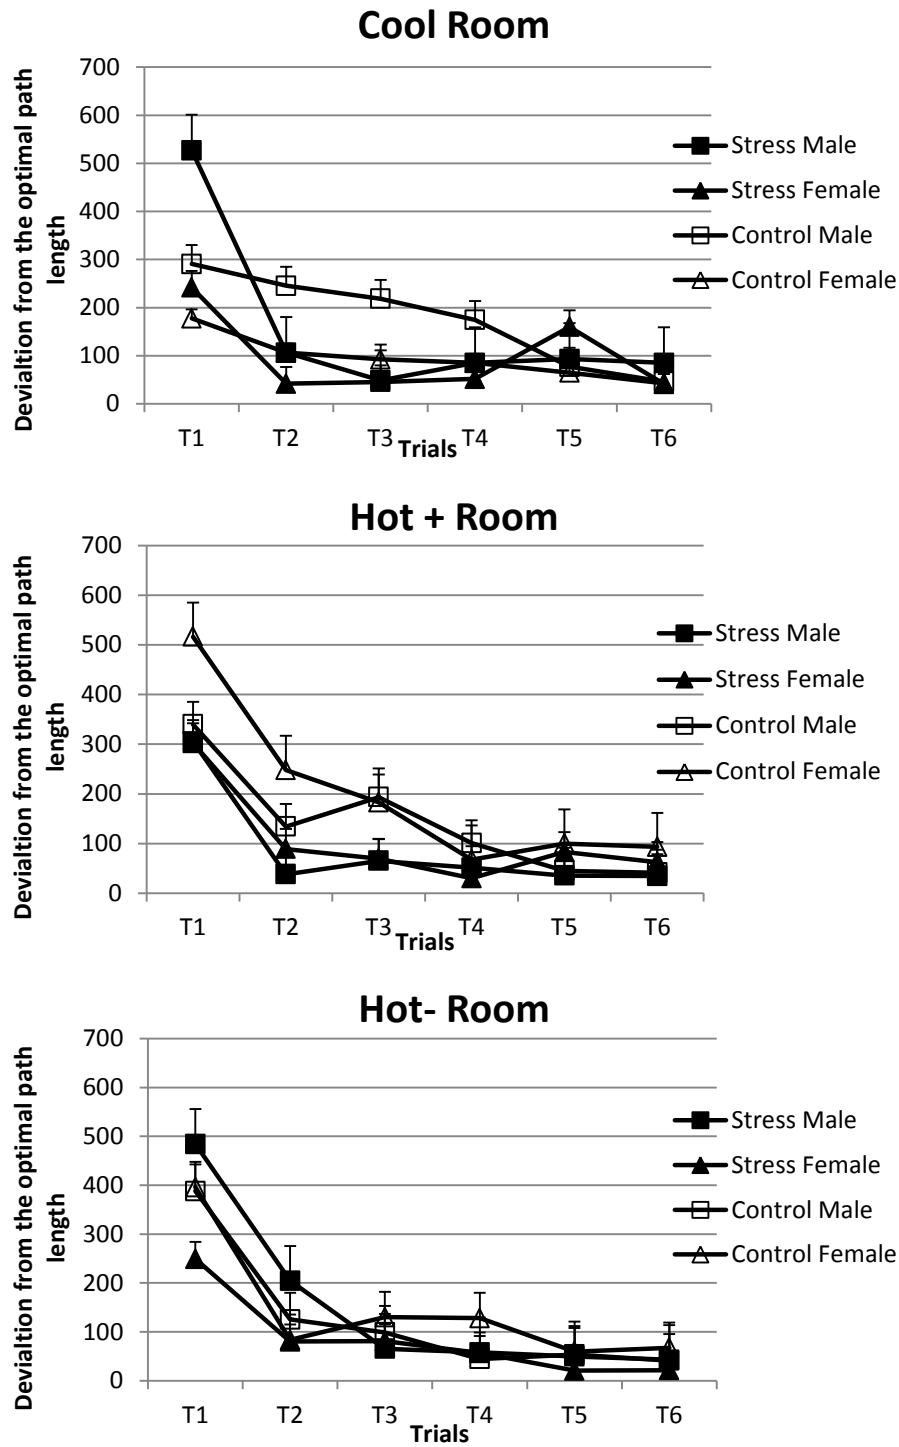 Cool Room
Devialtion from the optimal path
length
700
600
500
400
300
200
100
0
T1 T2 T3 T4 T5 T6
Trials
Stress Male
Stress Female
Control Male
Control Female
Hot + Room
Devialtion from the optimal path
length
700
600
500
400
300
200
100
0
T1 T2 T3 T4 T5 T6
Trials
Stress Male
Stress Female
Control Male
Control Female
Hot- Room
Devialtion from the optimal path
length
700
600
500
400
300
200
100
0
T1 T2 T3 T4 T5 T6
Trials
Stress Male
Stress Female
Control Male
Control Female